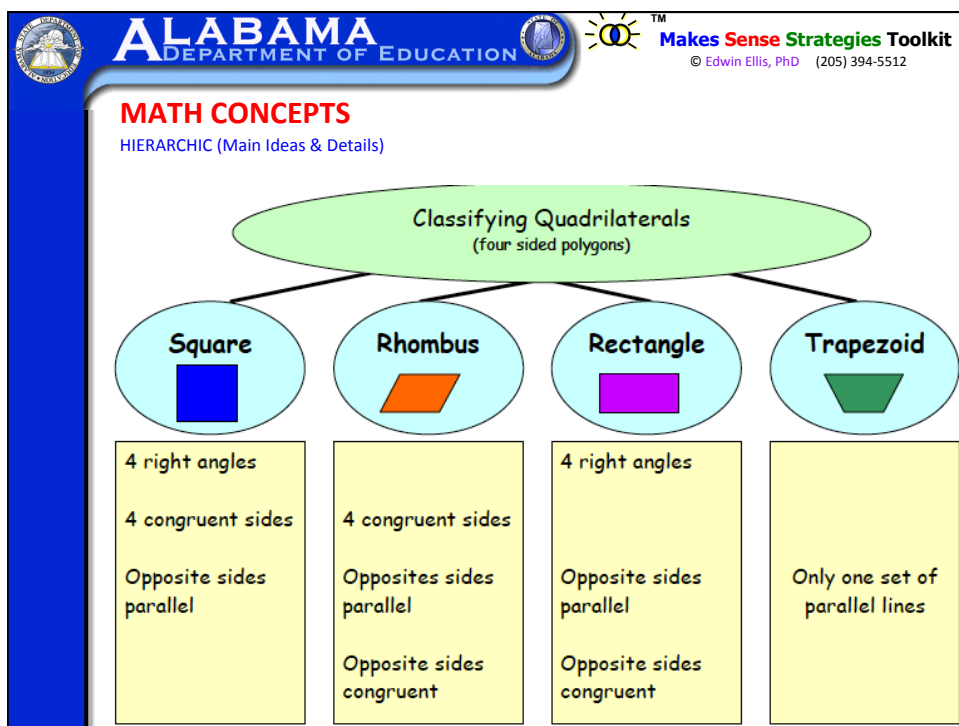 ALABAMA
DEPARTMENT OF EDUCATION
TM
Makes Sense Strategies Toolkit
© Edwin Ellis, PhD (205) 394-5512
MATH CONCEPTS
HIERARCHIC (Main Ideas & Details)
Classifying Quadrilaterals
(four sided polygons)
Square
Rhombus
Rectangle
Trapezoid
4 right angles
4 congruent sides
Opposite sides
parallel
4 congruent sides
Opposites sides
parallel
Opposite sides
congruent
4 right angles
Opposite sides
parallel
Opposite sides
congruent
Only one set of
parallel lines